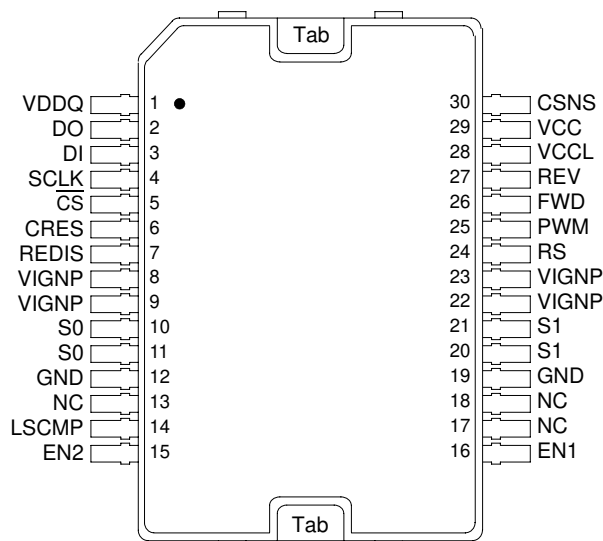 Tab
VDDQ 1 30 CSNS
DO 2 29 VCC
DI 3 28 VCCL
SCLK 4 27 REV
CS 5 26 FWD
CRES 6 25 PWM
REDIS 7 24 RS
VIGNP 8 23 VIGNP
VIGNP 9 22 VIGNP
S0 10 21 S1
S0 11 20 S1
GND 12 19 GND
NC 13 18 NC
LSCMP 14 17 NC
EN2 15 16 EN1
Tab